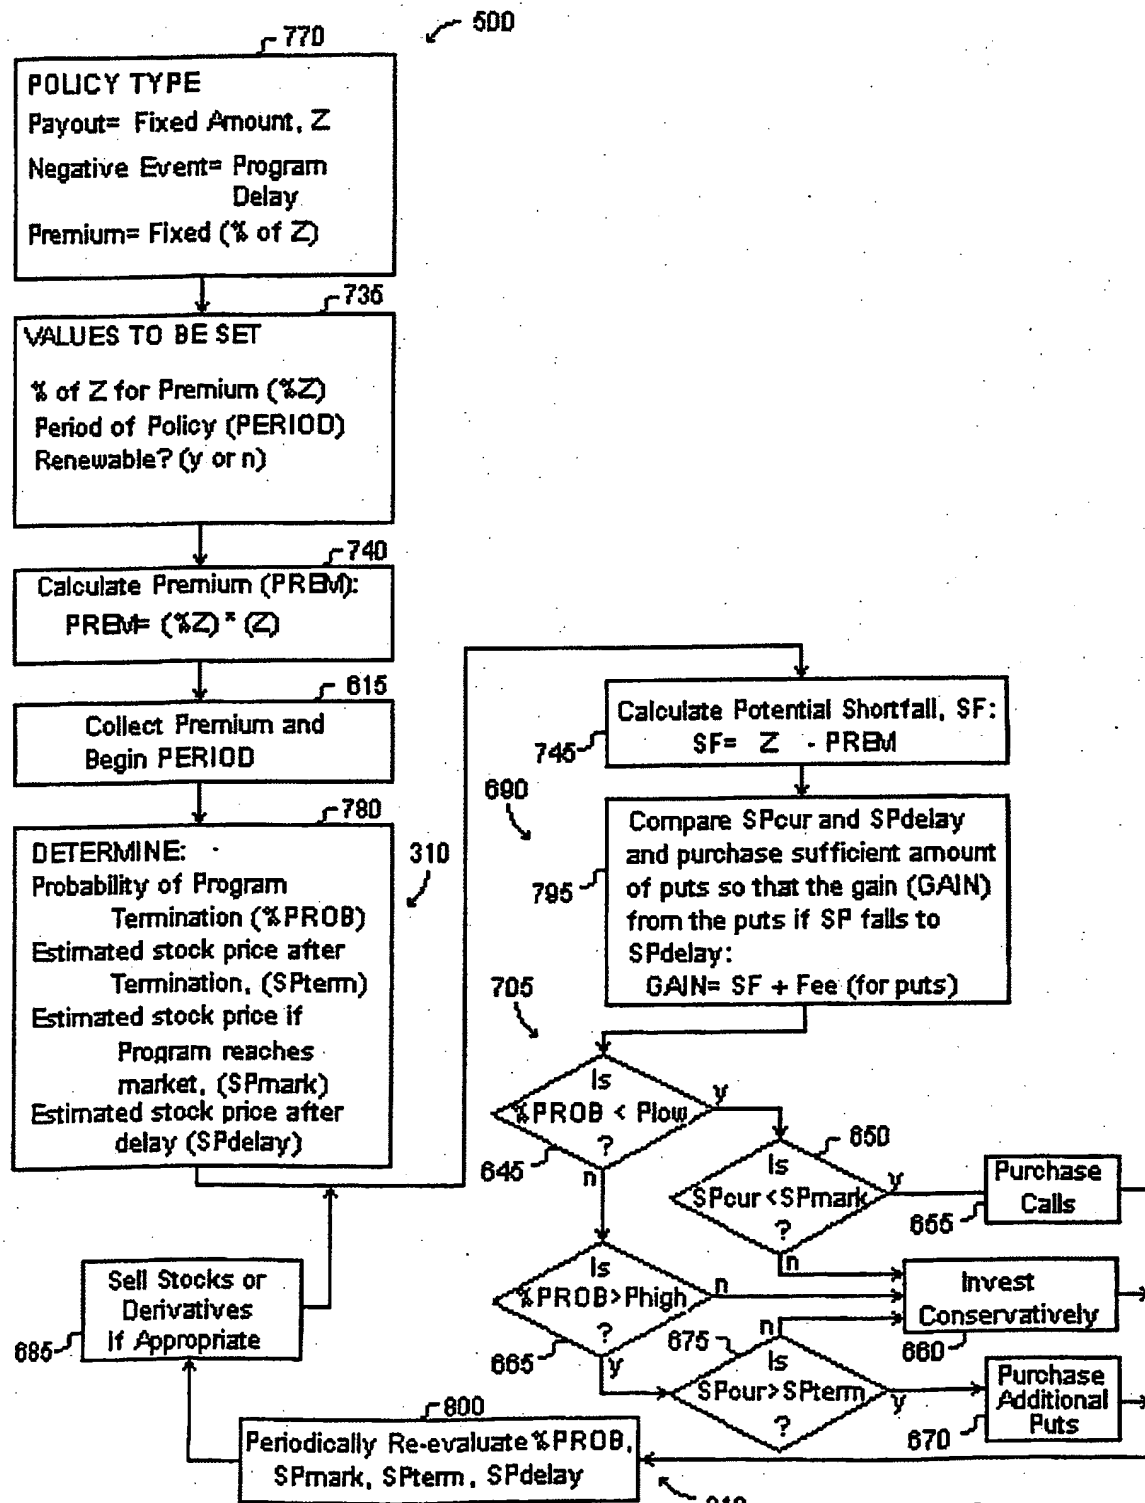 500
770
POLICY TYPE
Payout= Fixed Amount, Z
Negative Event= Program
Delay
Premium= Fixed (% of Z)
735
VALUES TO BE SET
% of Z for Premium (%Z)
Period of Policy (PERIOD)
Renewable? (y or n)
740
Calculate Premium (PREM):
PREM= (%Z) * (Z)
615
Collect Premium and
Begin PERIOD
780
310
DETERMINE:
Probability of Program
Termination (%PROB)
Estimated stock price after
Termination, (SPterm)
Estimated stock price if
Program reaches
market, (SPmark)
Estimated stock price after
delay (SPdelay)
Calculate Potential Shortfall, SF:
SF= Z - PREM
745
690
Compare SPcur and SPdelay
and purchase sufficient amount
of puts so that the gain (GAIN)
from the puts if SP falls to
SPdelay:
GAIN= SF + Fee (for puts)
795
705
Is
%PROB < Plow
?
y
n
645
650
Is
SPcur<SPmark
?
y
n
Purchase
Calls
655
Is
%PROB>Phigh
?
n
y
665
Invest
Conservatively
660
675
n
Is
SPcur>SPterm
?
y
Purchase
Additional
Puts
670
Sell Stocks or
Derivatives
if Appropriate
685
800
Periodically Re-evaluate %PROB,
SPmark, SPterm, SPdelay